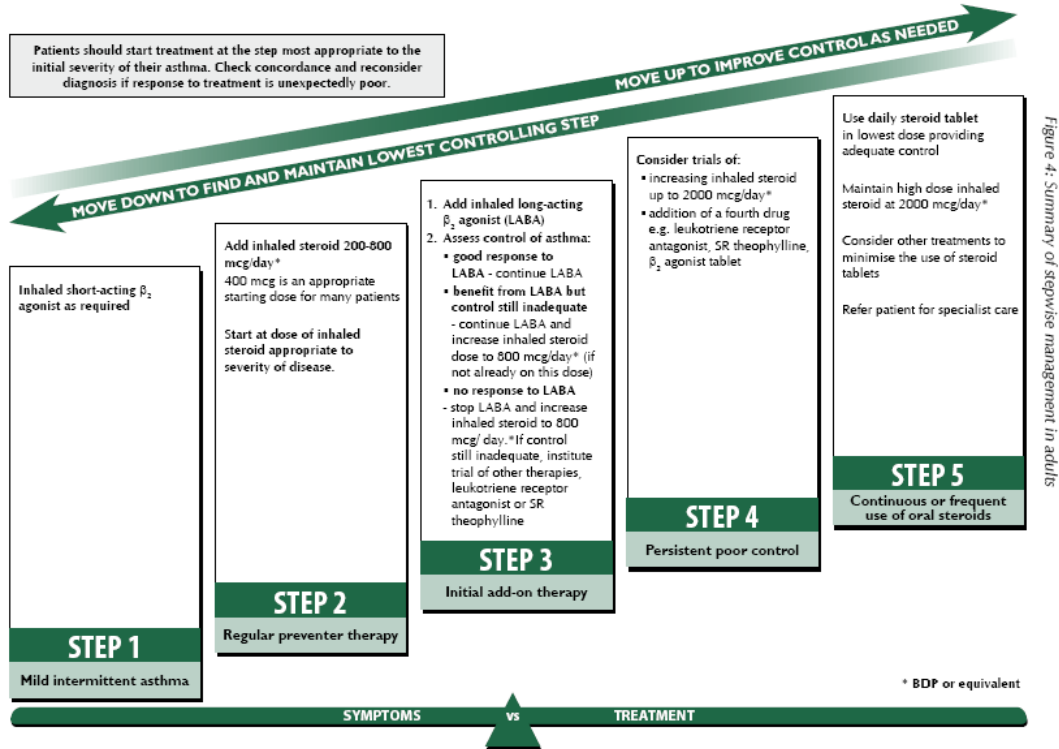 Patients should start treatment at the step most appropriate to the
initial severity of their asthma. Check concordance and reconsider
diagnosis if response to treatment is unexpectedly poor.
MOVE UP TO IMPROVE CONTROL AS NEEDED
MOVE DOWN TO FIND AND MAINTAIN LOWEST CONTROLLING STEP
Inhaled short-acting β₂
agonist as required
STEP 1
Mild intermittent asthma
Add inhaled steroid 200-800
mcg/day*
400 mcg is an appropriate
starting dose for many patients
Start at dose of inhaled
steroid appropriate to
severity of disease.
STEP 2
Regular preventer therapy
1. Add inhaled long-acting
β₂ agonist (LABA)
2. Assess control of asthma:
▪ good response to
LABA - continue LABA
▪ benefit from LABA but
control still inadequate
- continue LABA and
increase inhaled steroid
dose to 800 mcg/day* (if
not already on this dose)
▪ no response to LABA
- stop LABA and increase
inhaled steroid to 800
mcg/ day.*If control
still inadequate, institute
trial of other therapies,
leukotriene receptor
antagonist or SR
theophylline
STEP 3
Initial add-on therapy
Consider trials of:
▪ increasing inhaled steroid
up to 2000 mcg/day*
▪ addition of a fourth drug
e.g. leukotriene receptor
antagonist, SR theophylline,
β₂ agonist tablet
STEP 4
Persistent poor control
Use daily steroid tablet
in lowest dose providing
adequate control
Maintain high dose inhaled
steroid at 2000 mcg/day*
Consider other treatments to
minimise the use of steroid
tablets
Refer patient for specialist care
STEP 5
Continuous or frequent
use of oral steroids
Figure 4: Summary of stepwise management in adults
* BDP or equivalent
SYMPTOMS vs TREATMENT